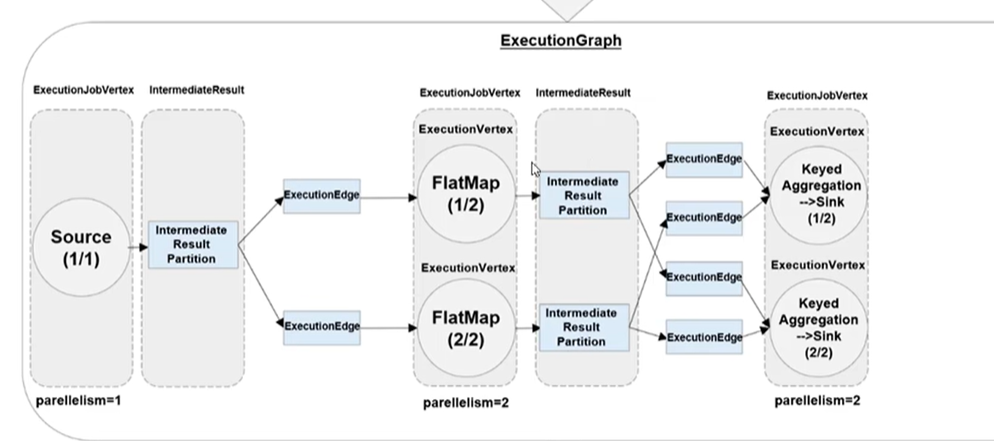 ExecutionGraph
ExecutionJobVertex
IntermediateResult
Source
(1/1)
parellelism=1
Intermediate
Result
Partition
ExecutionEdge
ExecutionEdge
ExecutionJobVertex
ExecutionVertex
FlatMap
(1/2)
ExecutionVertex
FlatMap
(2/2)
parellelism=2
IntermediateResult
Intermediate
Result
Partition
Intermediate
Result
Partition
ExecutionEdge
ExecutionEdge
ExecutionEdge
ExecutionEdge
ExecutionJobVertex
ExecutionVertex
Keyed
Aggregation
-->Sink
(1/2)
ExecutionVertex
Keyed
Aggregation
-->Sink
(2/2)
parellelism=2